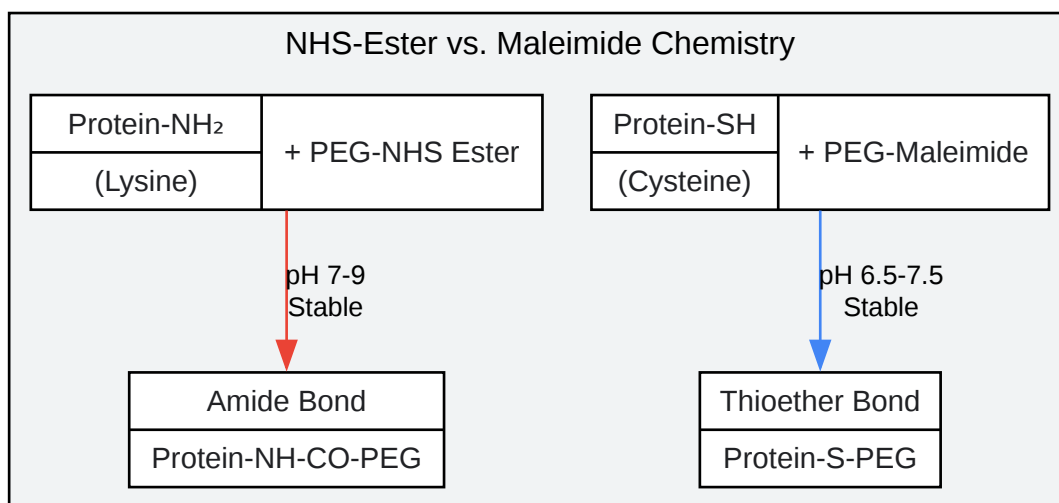 NHS-Ester vs. Maleimide Chemistry
Protein-NH₂
(Lysine)
+ PEG-NHS Ester
Protein-SH
(Cysteine)
+ PEG-Maleimide
pH 7-9
Stable
pH 6.5-7.5
Stable
Amide Bond
Protein-NH-CO-PEG
Thioether Bond
Protein-S-PEG